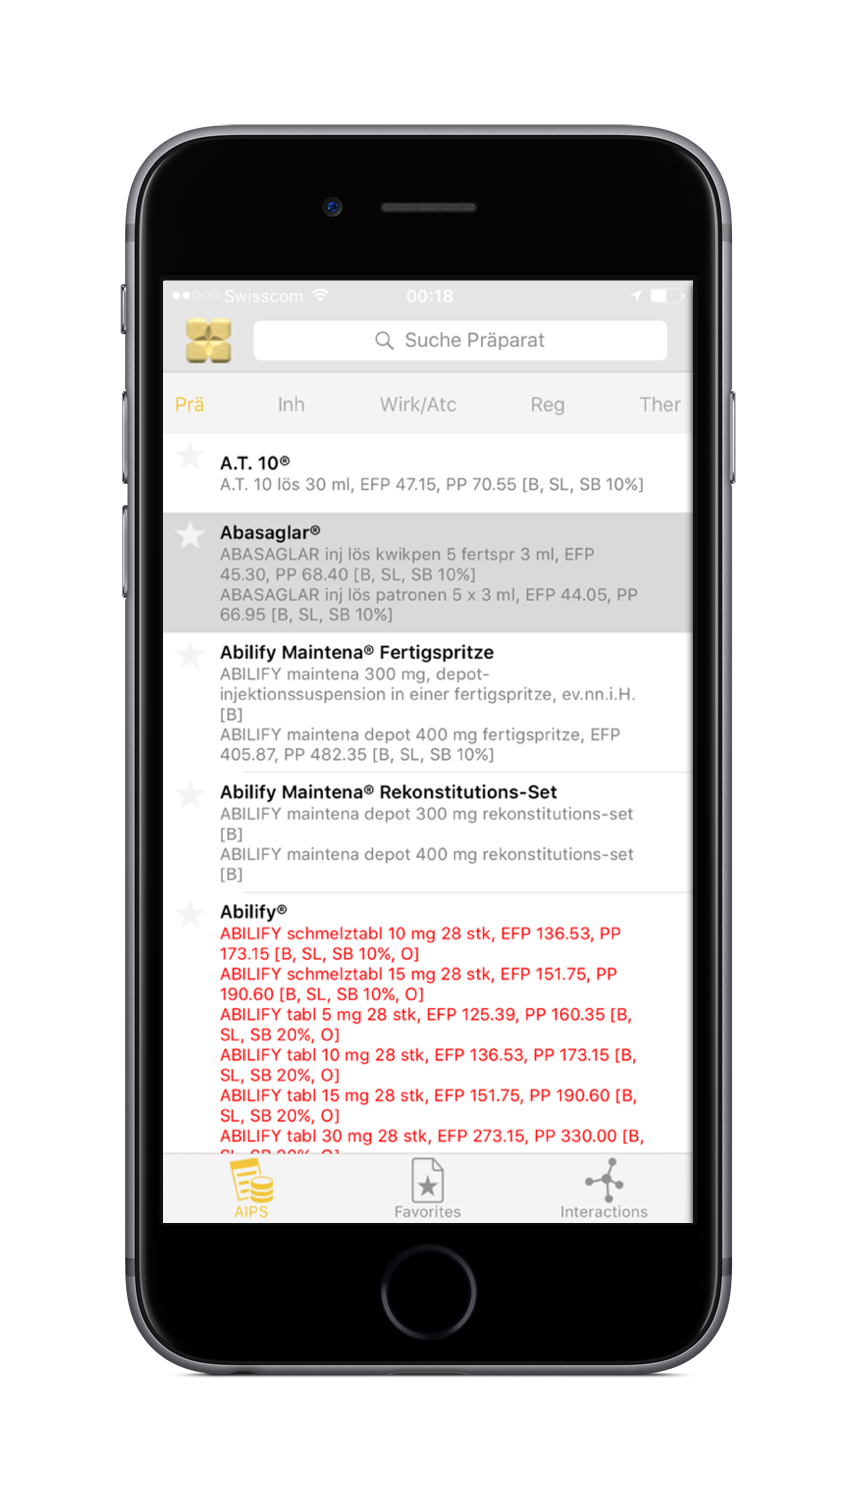 Swisscom 00:18
Suche Präparat
Prä Inh Wirk/Atc Reg Ther
A.T. 10®
A.T. 10 lös 30 ml, EFP 47.15, PP 70.55 [B, SL, SB 10%]
Abasaglar®
ABASAGLAR inj lös kwikpen 5 fertspr 3 ml, EFP
45.30, PP 68.40 [B, SL, SB 10%]
ABASAGLAR inj lös patronen 5 x 3 ml, EFP 44.05, PP
66.95 [B, SL, SB 10%]
Abilify Maintena® Fertigspritze
ABILIFY maintena 300 mg, depot-
injektionssuspension in einer fertigspritze, ev.nn.i.H.
[B]
ABILIFY maintena depot 400 mg fertigspritze, EFP
405.87, PP 482.35 [B, SL, SB 10%]
Abilify Maintena® Rekonstitutions-Set
ABILIFY maintena depot 300 mg rekonstitutions-set
[B]
ABILIFY maintena depot 400 mg rekonstitutions-set
[B]
Abilify®
ABILIFY schmelztabl 10 mg 28 stk, EFP 136.53, PP
173.15 [B, SL, SB 10%, O]
ABILIFY schmelztabl 15 mg 28 stk, EFP 151.75, PP
190.60 [B, SL, SB 10%, O]
ABILIFY tabl 5 mg 28 stk, EFP 125.39, PP 160.35 [B,
SL, SB 20%, O]
ABILIFY tabl 10 mg 28 stk, EFP 136.53, PP 173.15 [B,
SL, SB 20%, O]
ABILIFY tabl 15 mg 28 stk, EFP 151.75, PP 190.60 [B,
SL, SB 20%, O]
ABILIFY tabl 30 mg 28 stk, EFP 273.15, PP 330.00 [B,
AIPS Favorites Interactions